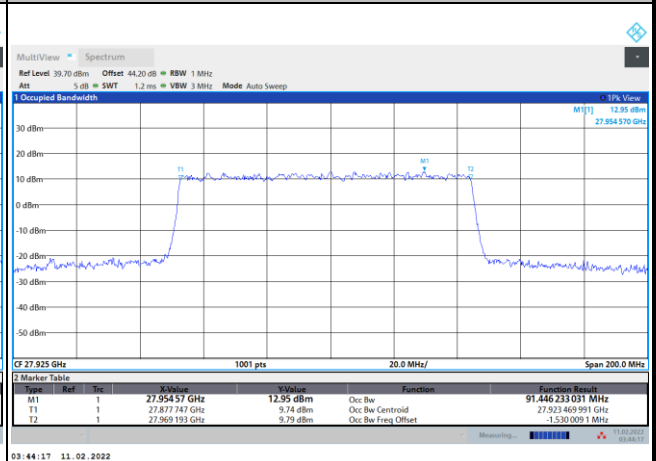 MultiView Spectrum
Ref Level 39.70 dBm Offset 44.20 dB RBW 1 MHz
Att 5 dB SWT 1.2 ms VBW 3 MHz Mode Auto Sweep
1 Occupied Bandwidth 1Pk View
M1[1] 12.95 dBm
27.954 570 GHz
30 dBm
20 dBm
M1
T1 T2
10 dBm
0 dBm
-10 dBm
-20 dBm
-30 dBm
-40 dBm
-50 dBm
CF 27.925 GHz 1001 pts 20.0 MHz/ Span 200.0 MHz
2 Marker Table
Type Ref Trc X-Value Y-Value Function Function Result
M1 1 27.954 57 GHz 12.95 dBm Occ Bw 91.446 233 031 MHz
T1 1 27.877 747 GHz 9.74 dBm Occ Bw Centroid 27.923 469 991 GHz
T2 1 27.969 193 GHz 9.79 dBm Occ Bw Freq Offset -1.530 009 1 MHz
Measuring... 11.02.2022
03:44:17
03:44:17 11.02.2022